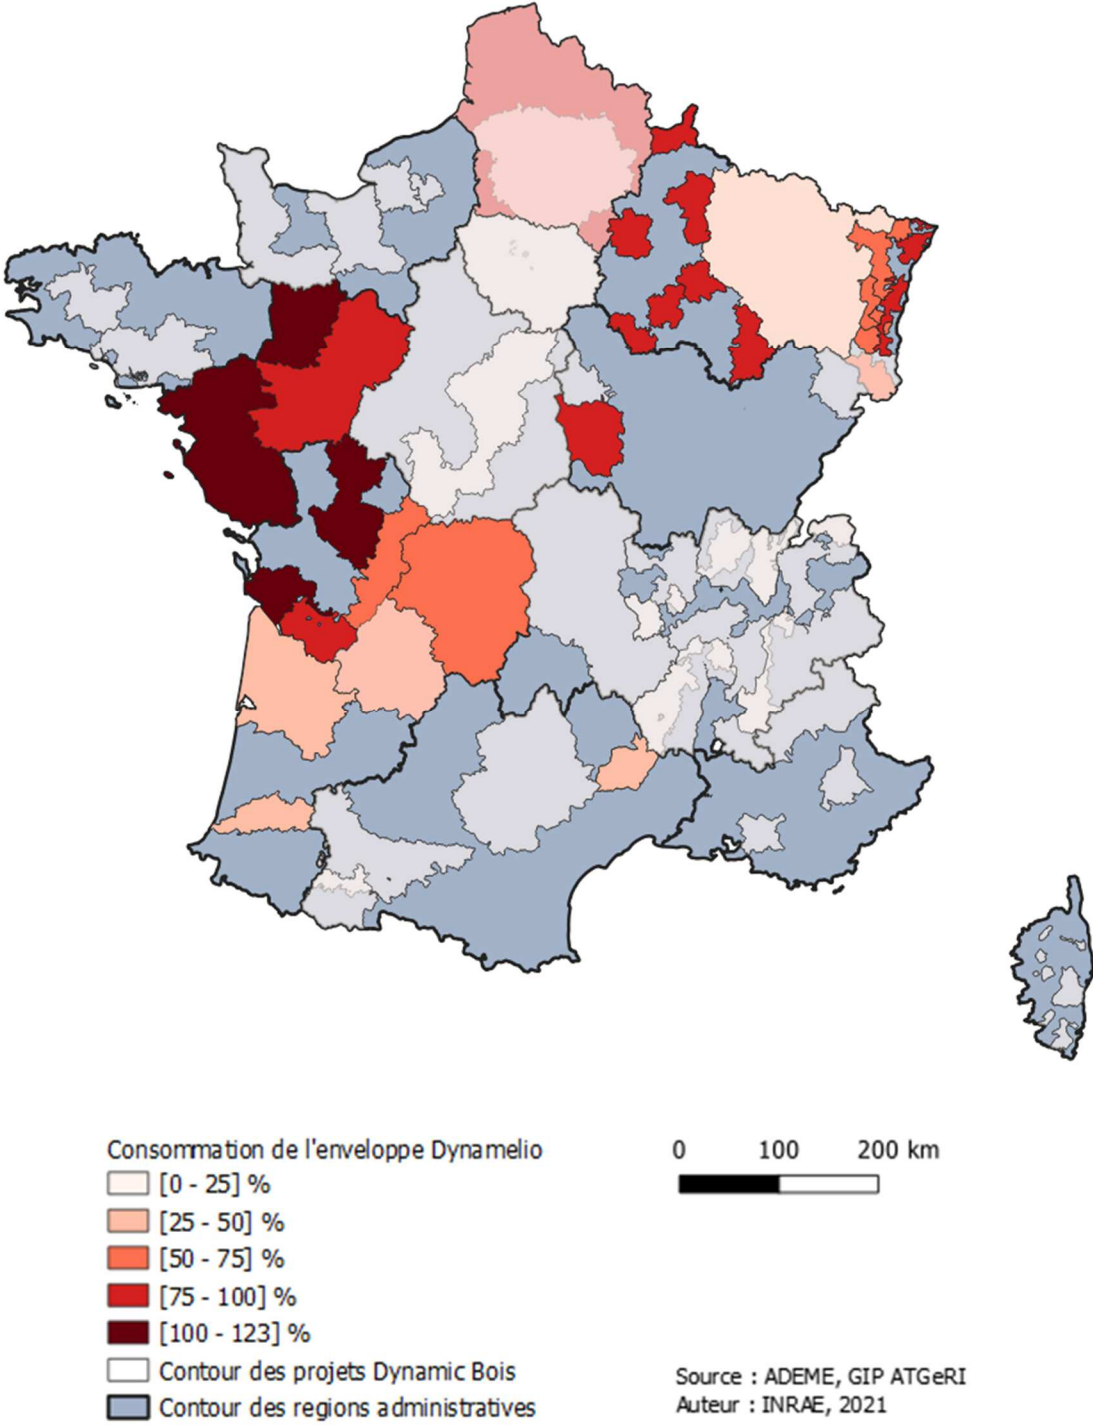 Consommation de l'enveloppe Dynamelio
[0 - 25] %
[25 - 50] %
[50 - 75] %
[75 - 100] %
[100 - 123] %
Contour des projets Dynamic Bois
Contour des regions administratives
0 100 200 km
Source : ADEME, GIP ATGeRI
Auteur : INRAE, 2021